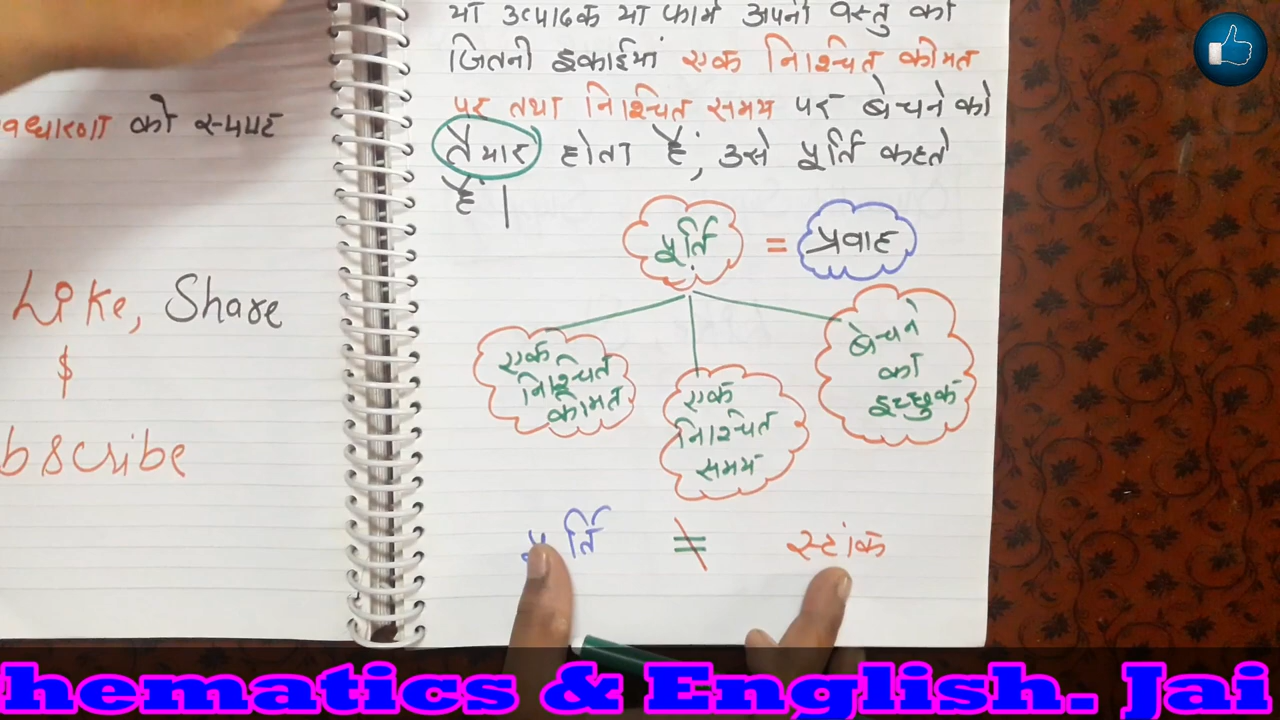 को स्पष्ट
Like, Share
$
bscribe
या उत्पादक या फार्म अपनी वस्तु की
जितनी इकाईयां एक निश्चित कीमत
पर तथा निश्चित समय पर बेचने को
तैयार होता है, उसे पूर्ति कहते
हैं।
पूर्ति = प्रवाह
एक
निश्चित
कीमत
एक
निश्चित
समय
बेचने
का
इच्छुक
पूर्ति ≠ स्टॉक
hematics & English. Jai